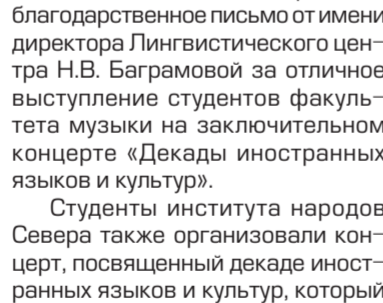 благодарственное письмо от имени
директора Лингвистического цен-
тра Н.В. Баграмовой за отличное
выступление студентов факуль-
тета музыки на заключительном
концерте «Декады иностранных
языков и культур».
Студенты института народов
Севера также организовали кон-
церт, посвященный декаде иност-
ранных языков и культур, который